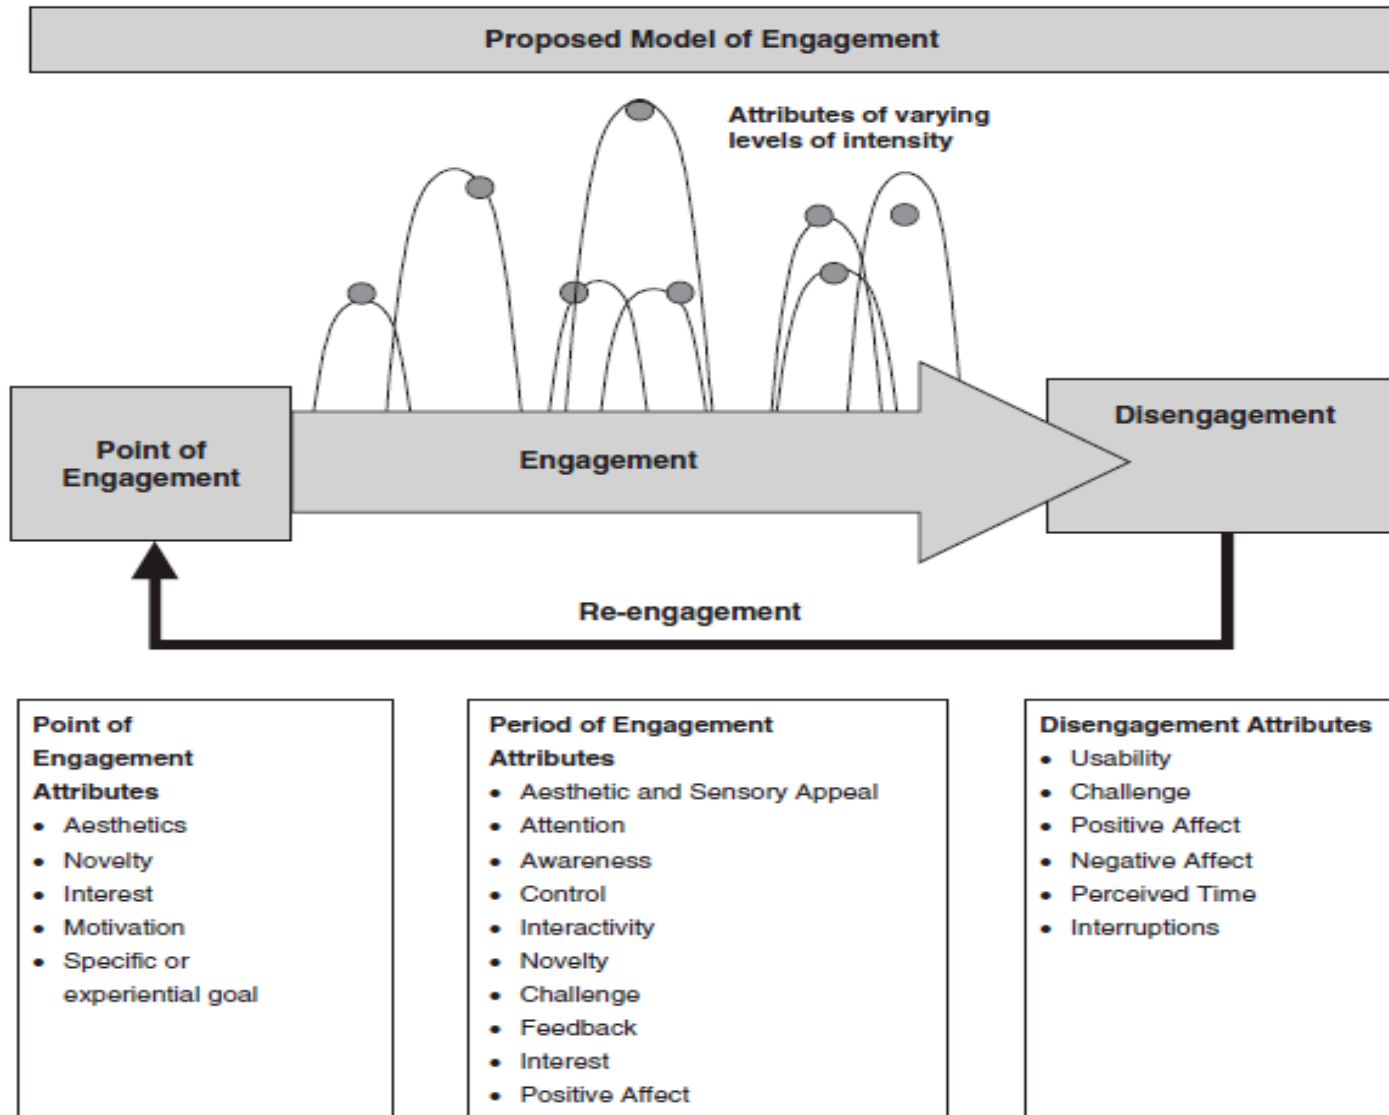 Proposed Model of Engagement
Attributes of varying
levels of intensity
Point of
Engagement
Engagement
Disengagement
Re-engagement
Point of
Engagement
Attributes
• Aesthetics
• Novelty
• Interest
• Motivation
• Specific or
experiential goal
Period of Engagement
Attributes
• Aesthetic and Sensory Appeal
• Attention
• Awareness
• Control
• Interactivity
• Novelty
• Challenge
• Feedback
• Interest
• Positive Affect
Disengagement Attributes
• Usability
• Challenge
• Positive Affect
• Negative Affect
• Perceived Time
• Interruptions